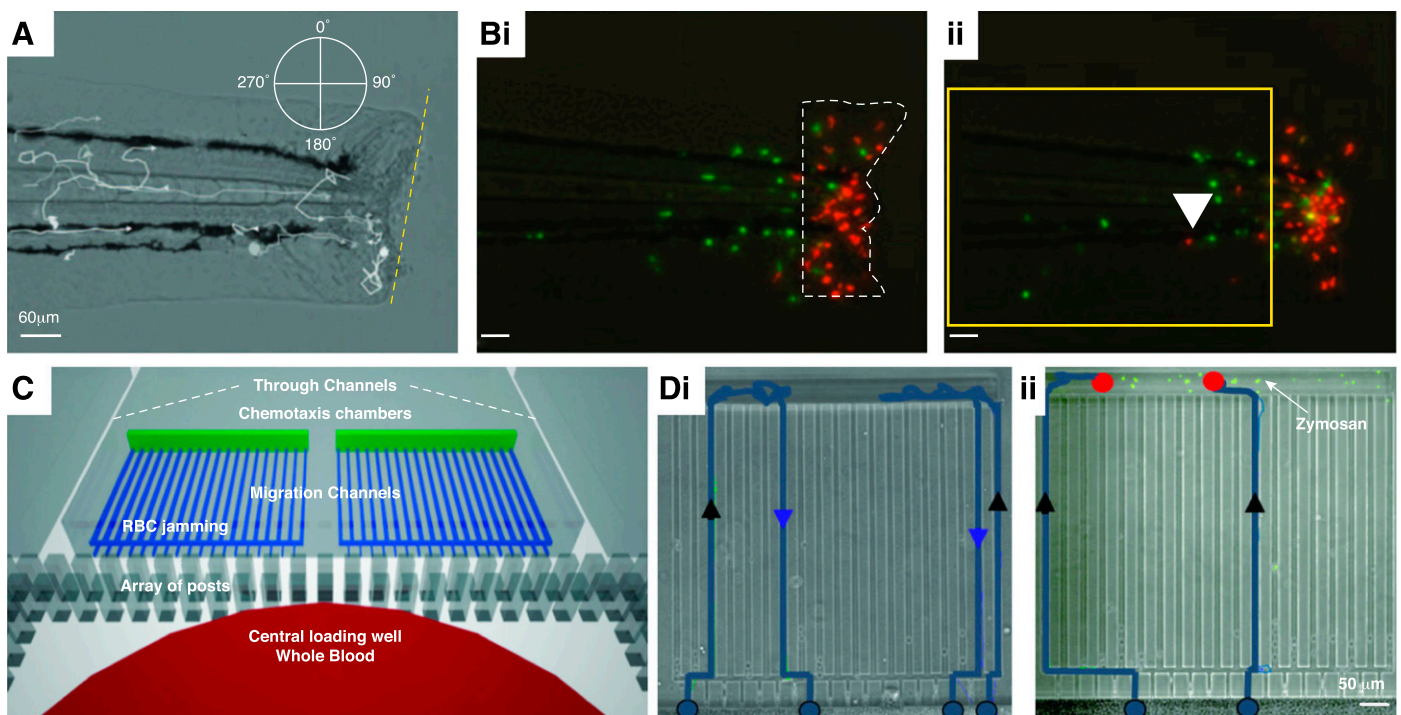 A
0°
270°
90°
180°
60μm
Bi
ii
C
Through Channels
Chemotaxis chambers
Migration Channels
RBC jamming
Array of posts
Central loading well
Whole Blood
Di
ii
Zymosan
50 μm